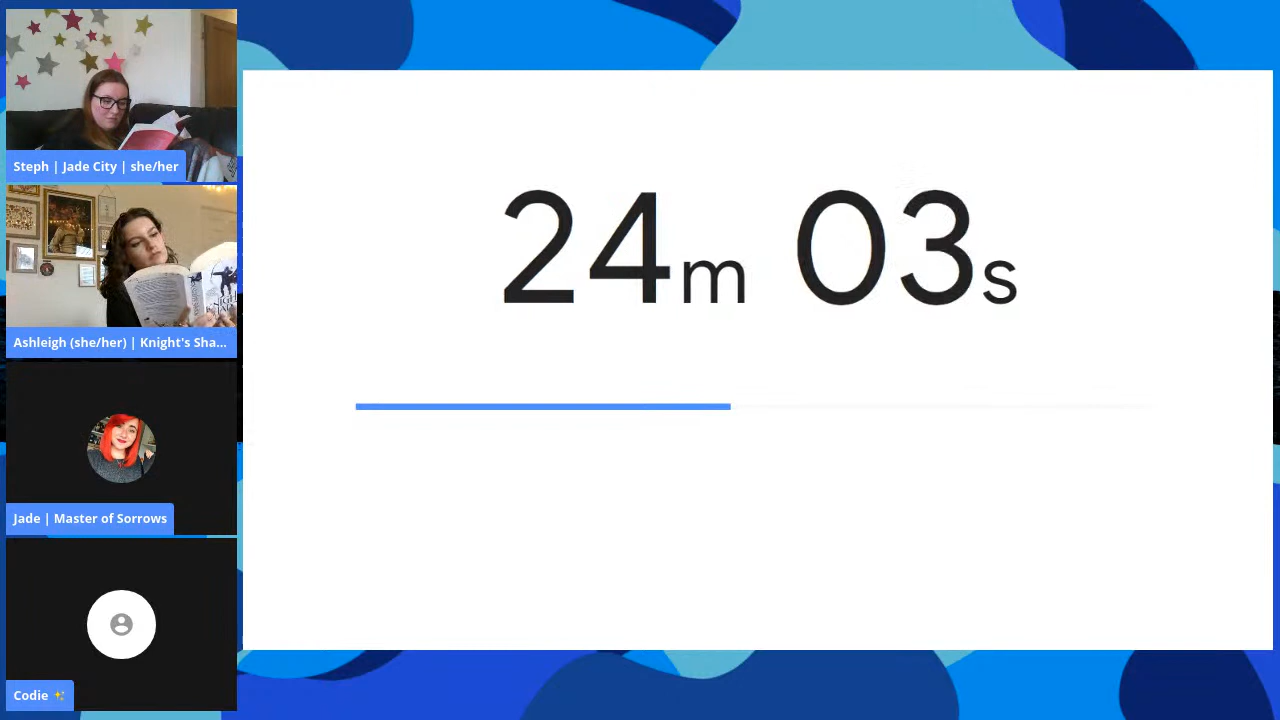 Steph | Jade City | she/her
Ashleigh (she/her) | Knight's Sha...
Jade | Master of Sorrows
Codie ✨
24m 03s